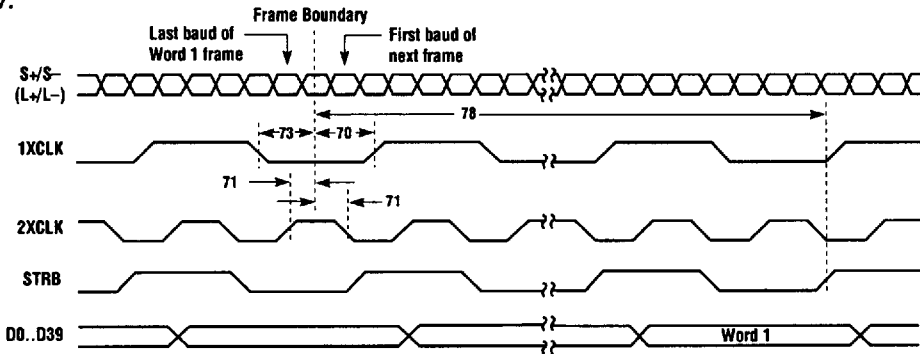 7.
Frame Boundary
Last baud of
Word 1 frame
First baud of
next frame
S+/S–
(L+/L–)
78
73
70
1XCLK
71
71
2XCLK
STRB
D0..D39
Word 1